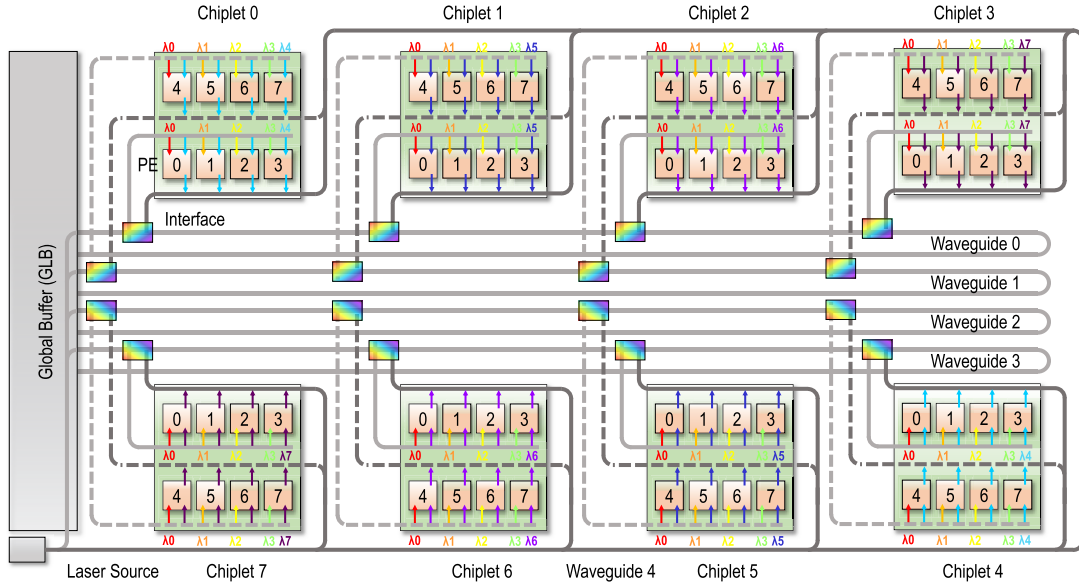 Chiplet 0 Chiplet 1 Chiplet 2 Chiplet 3
λ0 λ1 λ2 λ3 λ4 λ0 λ1 λ2 λ3 λ5 λ0 λ1 λ2 λ3 λ6 λ0 λ1 λ2 λ3 λ7
4 5 6 7 4 5 6 7 4 5 6 7 4 5 6 7
λ0 λ1 λ2 λ3 λ4 λ0 λ1 λ2 λ3 λ5 λ0 λ1 λ2 λ3 λ6 λ0 λ1 λ2 λ3 λ7
PE 0 1 2 3 0 1 2 3 0 1 2 3 0 1 2 3
Interface
Global Buffer (GLB)
Waveguide 0
Waveguide 1
Waveguide 2
Waveguide 3
0 1 2 3 0 1 2 3 0 1 2 3 0 1 2 3
λ0 λ1 λ2 λ3 λ7 λ0 λ1 λ2 λ3 λ6 λ0 λ1 λ2 λ3 λ5 λ0 λ1 λ2 λ3 λ4
4 5 6 7 4 5 6 7 4 5 6 7 4 5 6 7
λ0 λ1 λ2 λ3 λ7 λ0 λ1 λ2 λ3 λ6 λ0 λ1 λ2 λ3 λ5 λ0 λ1 λ2 λ3 λ4
Laser Source Chiplet 7 Chiplet 6 Waveguide 4 Chiplet 5 Chiplet 4